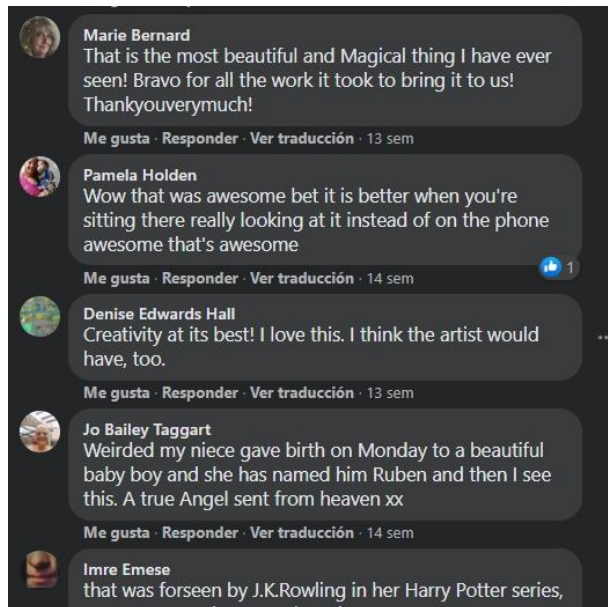 Marie Bernard
That is the most beautiful and Magical thing I have ever
seen! Bravo for all the work it took to bring it to us!
Thankyouverymuch!
Me gusta · Responder · Ver traducción · 13 sem
Pamela Holden
Wow that was awesome bet it is better when you're
sitting there really looking at it instead of on the phone
awesome that's awesome
1
Me gusta · Responder · Ver traducción · 14 sem
Denise Edwards Hall
Creativity at its best! I love this. I think the artist would
have, too.
Me gusta · Responder · Ver traducción · 13 sem
Jo Bailey Taggart
Weirded my niece gave birth on Monday to a beautiful
baby boy and she has named him Ruben and then I see
this. A true Angel sent from heaven xx
Me gusta · Responder · Ver traducción · 14 sem
Imre Emese
that was forseen by J.K.Rowling in her Harry Potter series,